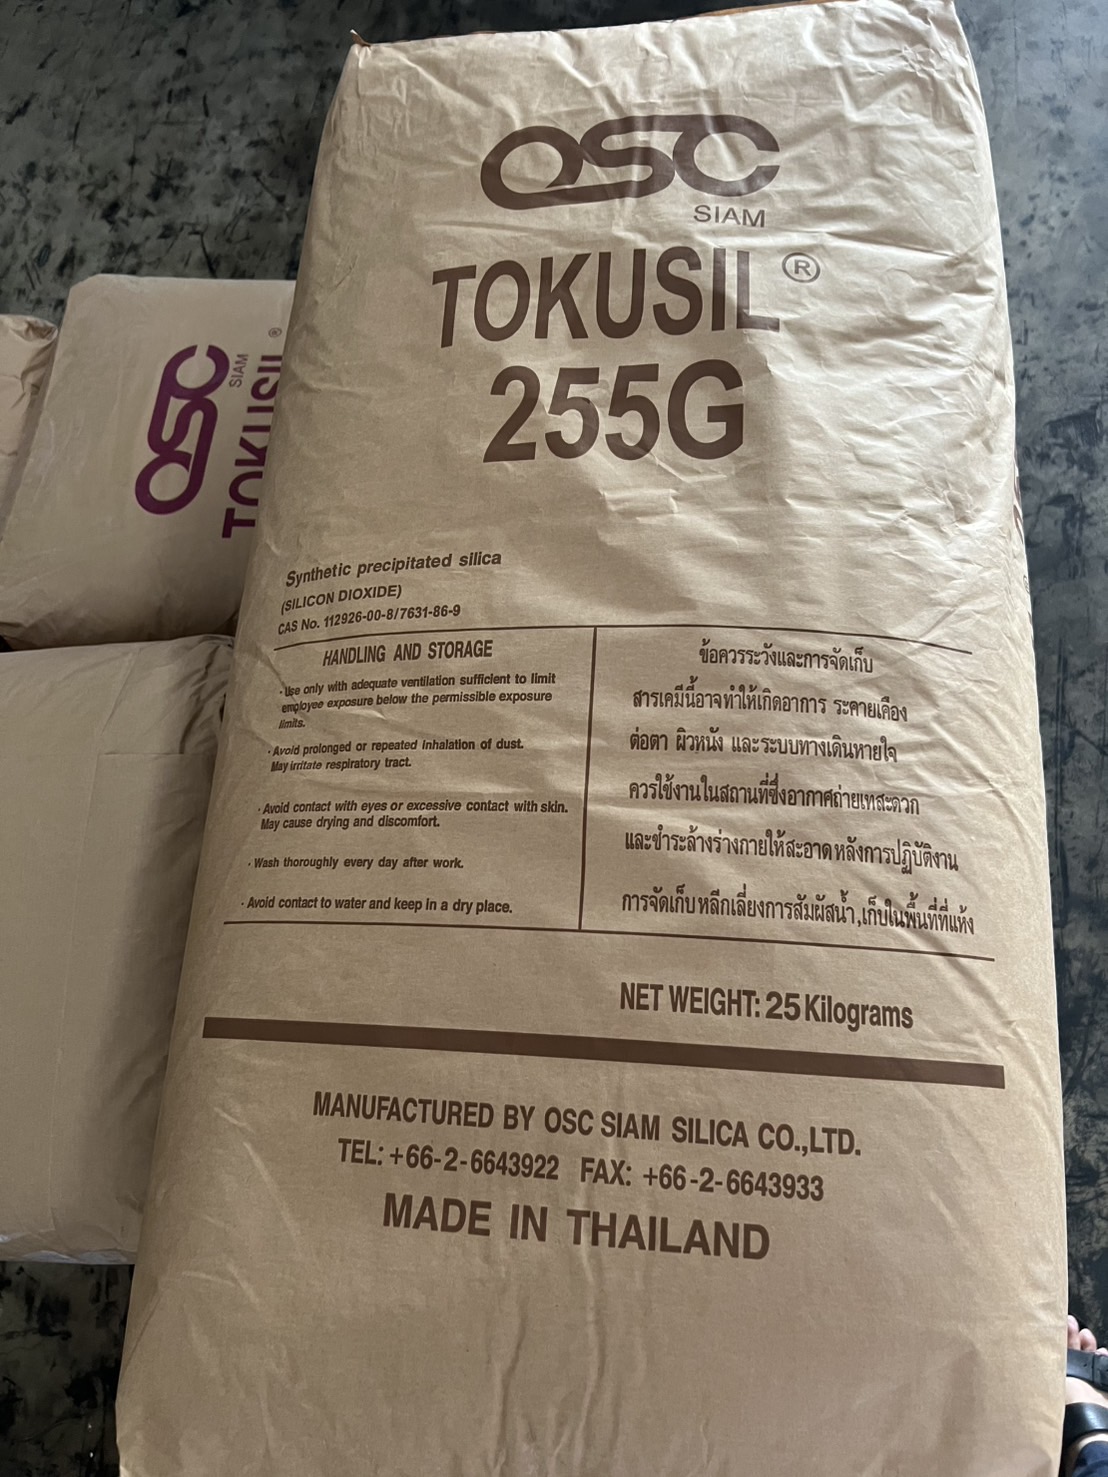 OSC
SIAM
TOKUSIL®
255G
Synthetic precipitated silica
(SILICON DIOXIDE)
CAS No. 112926-00-8/7631-86-9
HANDLING AND STORAGE
· Use only with adequate ventilation sufficient to limit
employee exposure below the permissible exposure
limits.
· Avoid prolonged or repeated inhalation of dust.
May irritate respiratory tract.
· Avoid contact with eyes or excessive contact with skin.
May cause drying and discomfort.
· Wash thoroughly every day after work.
· Avoid contact to water and keep in a dry place.
ข้อควรระวังและการจัดเก็บ
สารเคมีนี้อาจทำให้เกิดอาการ ระคายเคือง
ต่อตา ผิวหนัง และระบบทางเดินหายใจ
ควรใช้งานในสถานที่ซึ่งอากาศถ่ายเทสะดวก
และชำระล้างร่างกายให้สะอาดหลังการปฏิบัติงาน
การจัดเก็บหลีกเลี่ยงการสัมผัสน้ำ,เก็บในพื้นที่ที่แห้ง
NET WEIGHT: 25 Kilograms
MANUFACTURED BY OSC SIAM SILICA CO.,LTD.
TEL: +66-2-6643922 FAX: +66-2-6643933
MADE IN THAILAND
OSC
SIAM
TOKUSIL®